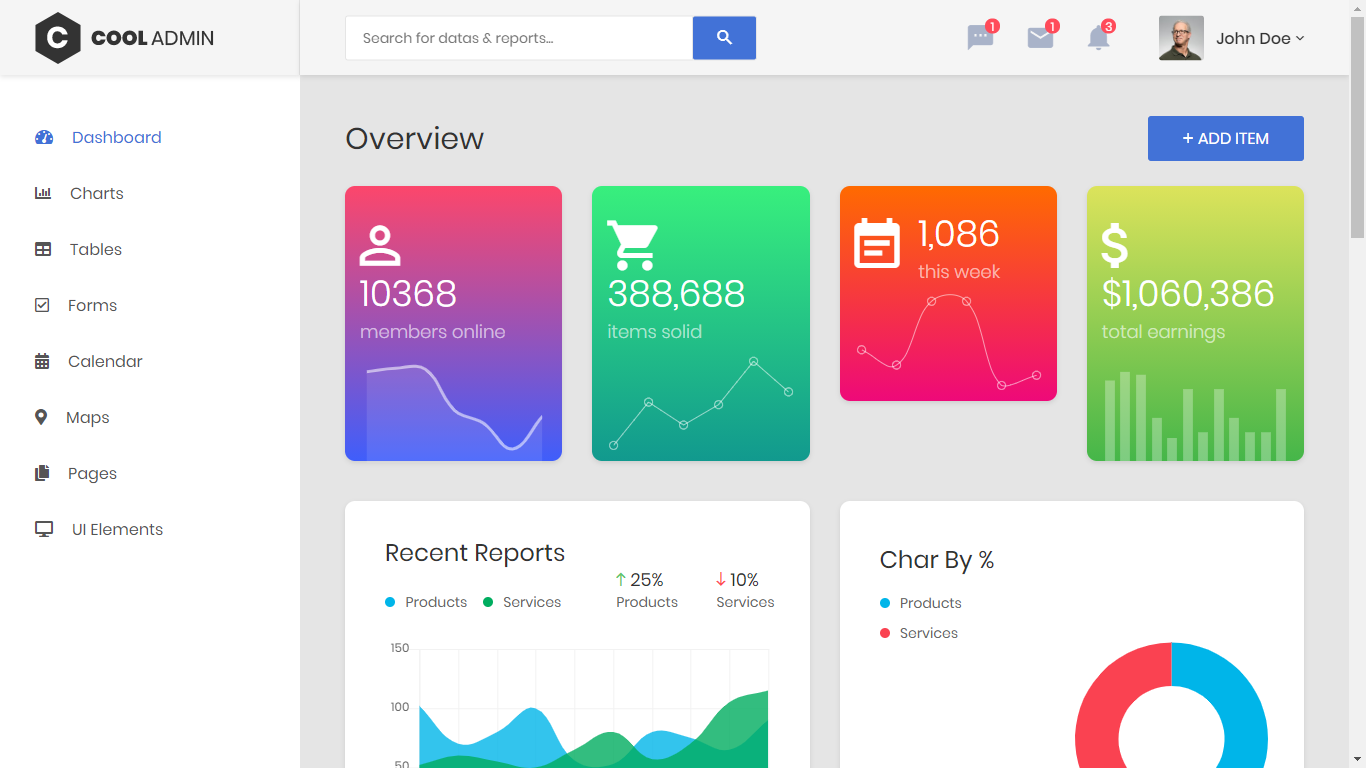 C COOL ADMIN
Search for datas & reports...
1
1
3
John Doe
Dashboard
Charts
Tables
Forms
Calendar
Maps
Pages
UI Elements
Overview
+ ADD ITEM
10368
members online
388,688
items solid
1,086
this week
$
$1,060,386
total earnings
Recent Reports
Products
Services
25%
Products
10%
Services
150
100
50
Char By %
Products
Services